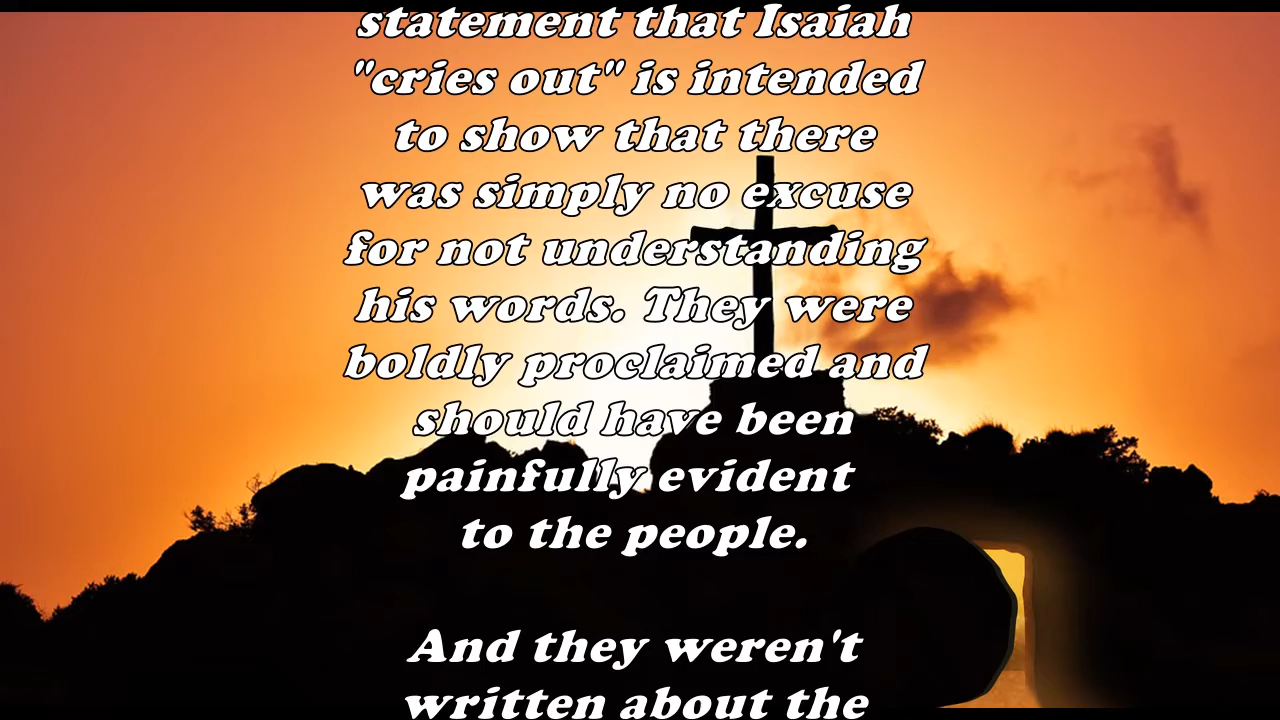 statement that Isaiah
"cries out" is intended
to show that there
was simply no excuse
for not understanding
his words. They were
boldly proclaimed and
should have been
painfully evident
to the people.
And they weren't
written about the